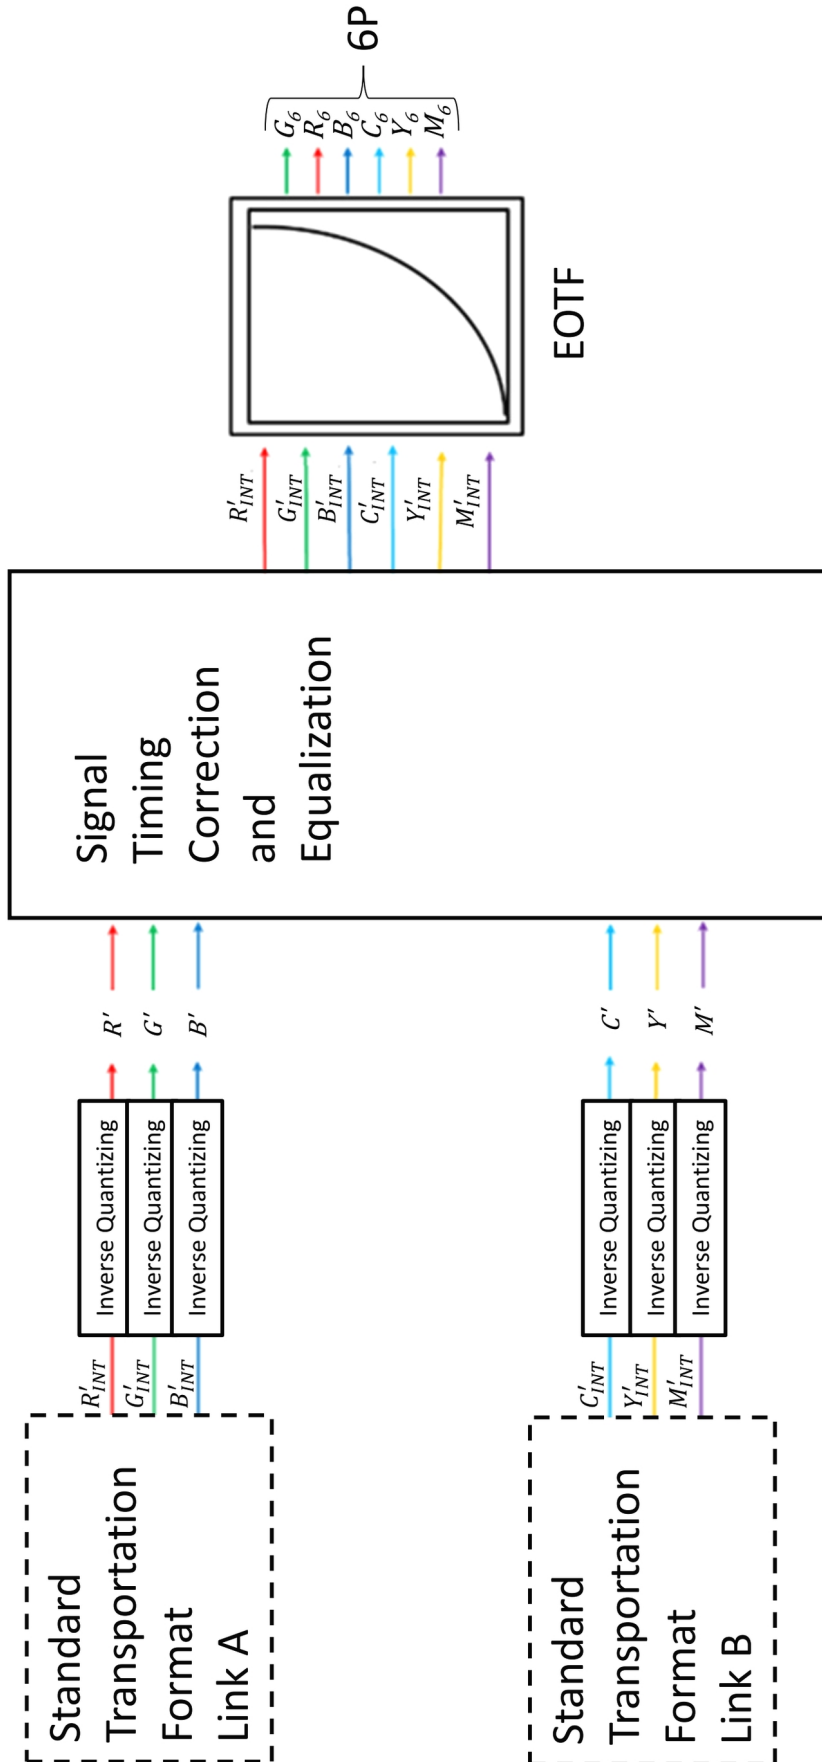 Standard
Transportation
Format
Link A
R'INT
G'INT
B'INT
Inverse Quantizing
Inverse Quantizing
Inverse Quantizing
R'
G'
B'
Standard
Transportation
Format
Link B
C'INT
Y'INT
M'INT
Inverse Quantizing
Inverse Quantizing
Inverse Quantizing
C'
Y'
M'
Signal
Timing
Correction
and
Equalization
R'INT
G'INT
B'INT
C'INT
Y'INT
M'INT
EOTF
G6
R6
B6
C6
Y6
M6
6P